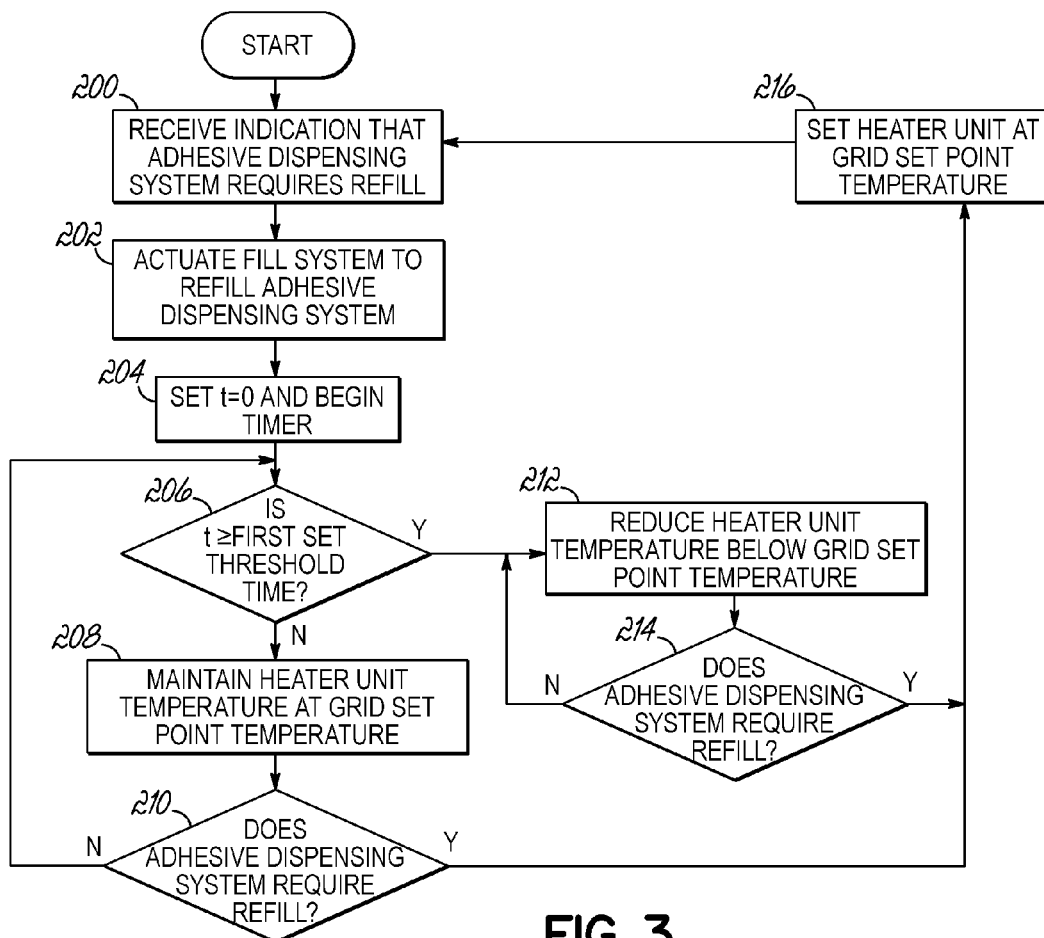 START
200
RECEIVE INDICATION THAT
ADHESIVE DISPENSING
SYSTEM REQUIRES REFILL
216
SET HEATER UNIT AT
GRID SET POINT
TEMPERATURE
202
ACTUATE FILL SYSTEM TO
REFILL ADHESIVE
DISPENSING SYSTEM
204
SET t=0 AND BEGIN
TIMER
206
IS
t ≥FIRST SET
THRESHOLD
TIME?
Y
N
212
REDUCE HEATER UNIT
TEMPERATURE BELOW GRID SET
POINT TEMPERATURE
214
DOES
ADHESIVE DISPENSING
SYSTEM REQUIRE
REFILL?
N
Y
208
MAINTAIN HEATER UNIT
TEMPERATURE AT GRID SET
POINT TEMPERATURE
210
DOES
ADHESIVE DISPENSING
SYSTEM REQUIRE
REFILL?
N
Y
FIG. 3